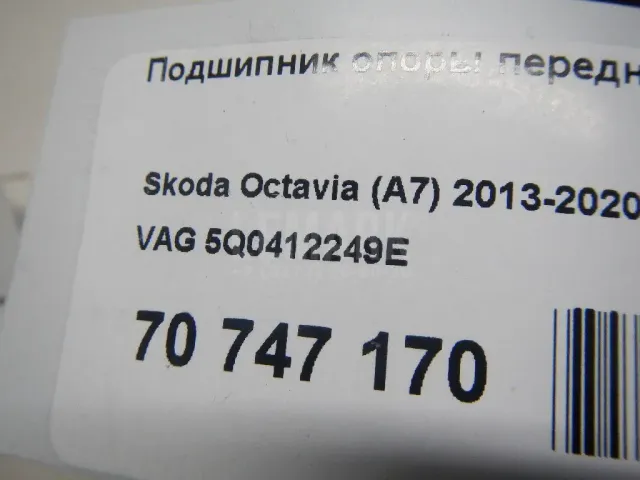 Подшипник опоры передн
Skoda Octavia (A7) 2013-2020
VAG 5Q0412249E
70 747 170